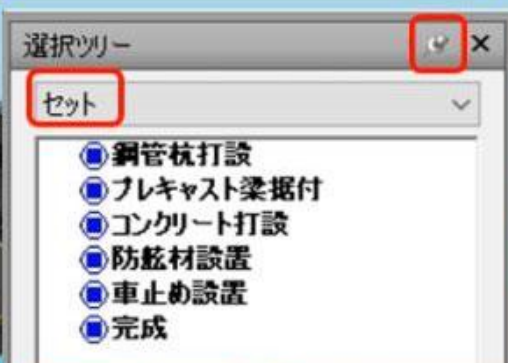 選択ツリー
セット
鋼管杭打設
プレキャスト梁据付
コンクリート打設
防舷材設置
車止め設置
完成